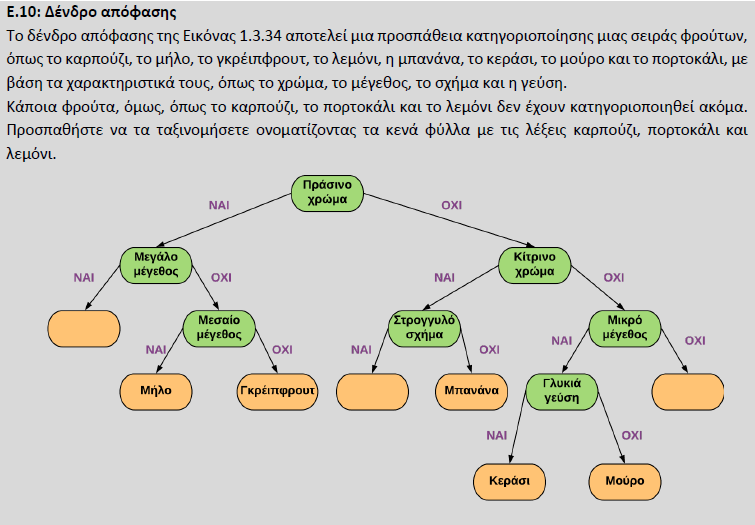 Ε.10: Δένδρο απόφασης
Το δένδρο απόφασης της Εικόνας 1.3.34 αποτελεί μια προσπάθεια κατηγοριοποίησης μιας σειράς φρούτων,
όπως το καρπούζι, το μήλο, το γκρέιπφρουτ, το λεμόνι, η μπανάνα, το κεράσι, το μούρο και το πορτοκάλι, με
βάση τα χαρακτηριστικά τους, όπως το χρώμα, το μέγεθος, το σχήμα και η γεύση.
Κάποια φρούτα, όμως, όπως το καρπούζι, το πορτοκάλι και το λεμόνι δεν έχουν κατηγοριοποιηθεί ακόμα.
Προσπαθήστε να τα ταξινομήσετε ονοματίζοντας τα κενά φύλλα με τις λέξεις καρπούζι, πορτοκάλι και
λεμόνι.
Πράσινο
χρώμα
ΝΑΙ
ΟΧΙ
Μεγάλο
μέγεθος
Κίτρινο
χρώμα
ΝΑΙ
ΟΧΙ
ΝΑΙ
ΟΧΙ
Μεσαίο
μέγεθος
Στρογγυλό
σχήμα
Μικρό
μέγεθος
ΝΑΙ
ΟΧΙ
ΝΑΙ
ΟΧΙ
ΝΑΙ
ΟΧΙ
Μήλο
Γκρέιπφρουτ
Μπανάνα
Γλυκιά
γεύση
ΝΑΙ
ΟΧΙ
Κεράσι
Μούρο